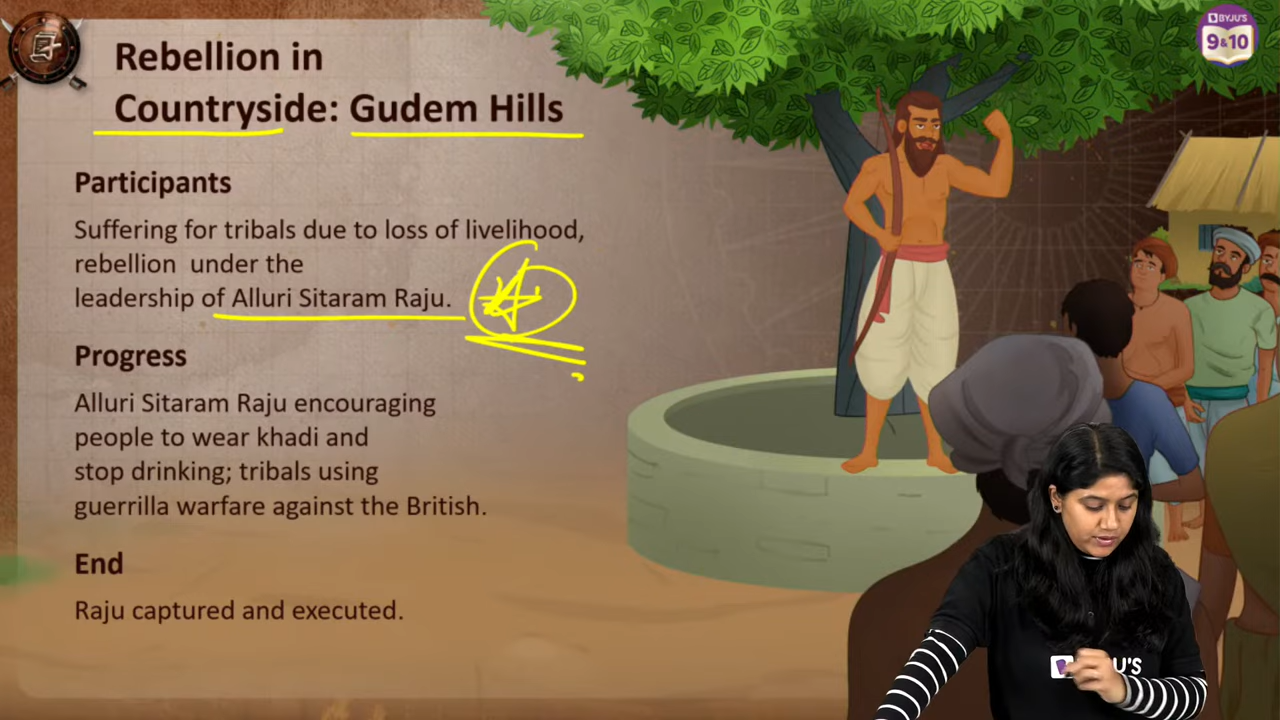 Rebellion in
Countryside: Gudem Hills
BYJU'S
9&10
Participants
Suffering for tribals due to loss of livelihood,
rebellion under the
leadership of Alluri Sitaram Raju.
Progress
Alluri Sitaram Raju encouraging
people to wear khadi and
stop drinking; tribals using
guerrilla warfare against the British.
End
Raju captured and executed.